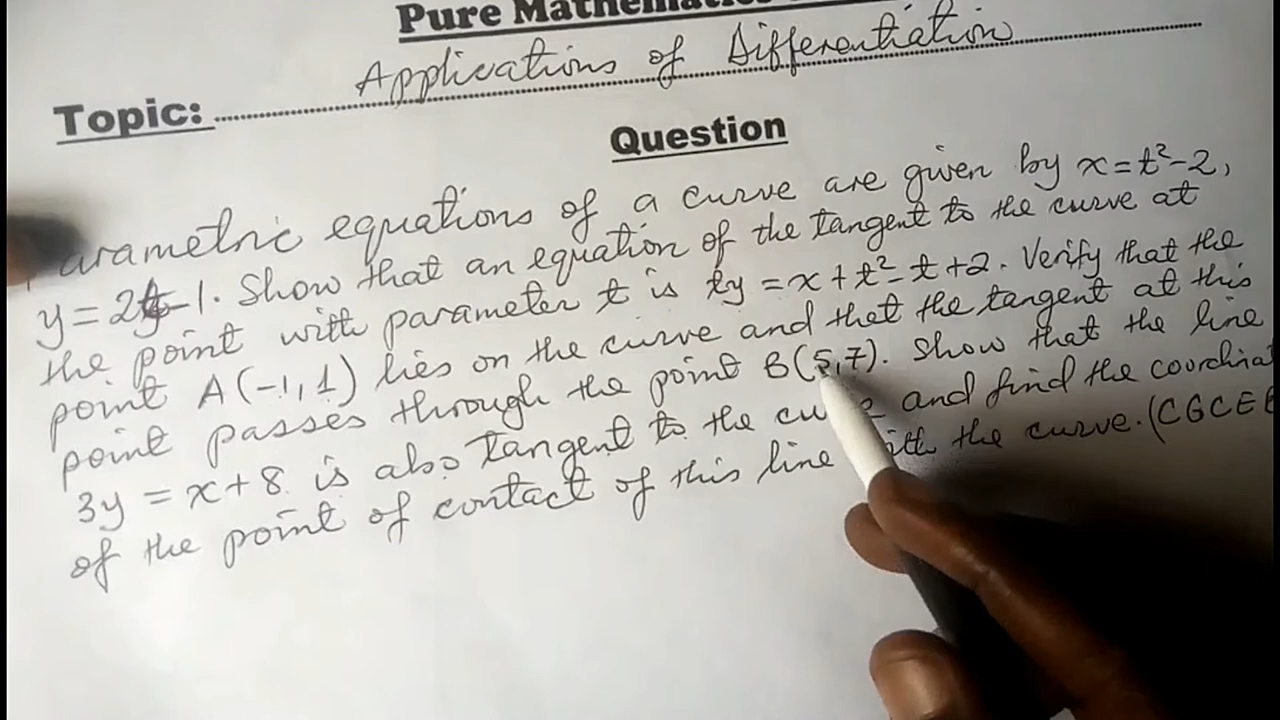 Pure Mathematics
Topic: Applications of Differentiation
Question
arametric equations of a curve are given by x = t² - 2,
y = 2t - 1. Show that an equation of the tangent to the curve at
the point with parameter t is ty = x + t² - t + 2. Verify that the
point A(-1, 1) lies on the curve and that the tangent at this
point passes through the point B(5,7). Show that the line
3y = x + 8 is also tangent to the curve and find the coordinat
of the point of contact of this line with the curve. (CGCEB